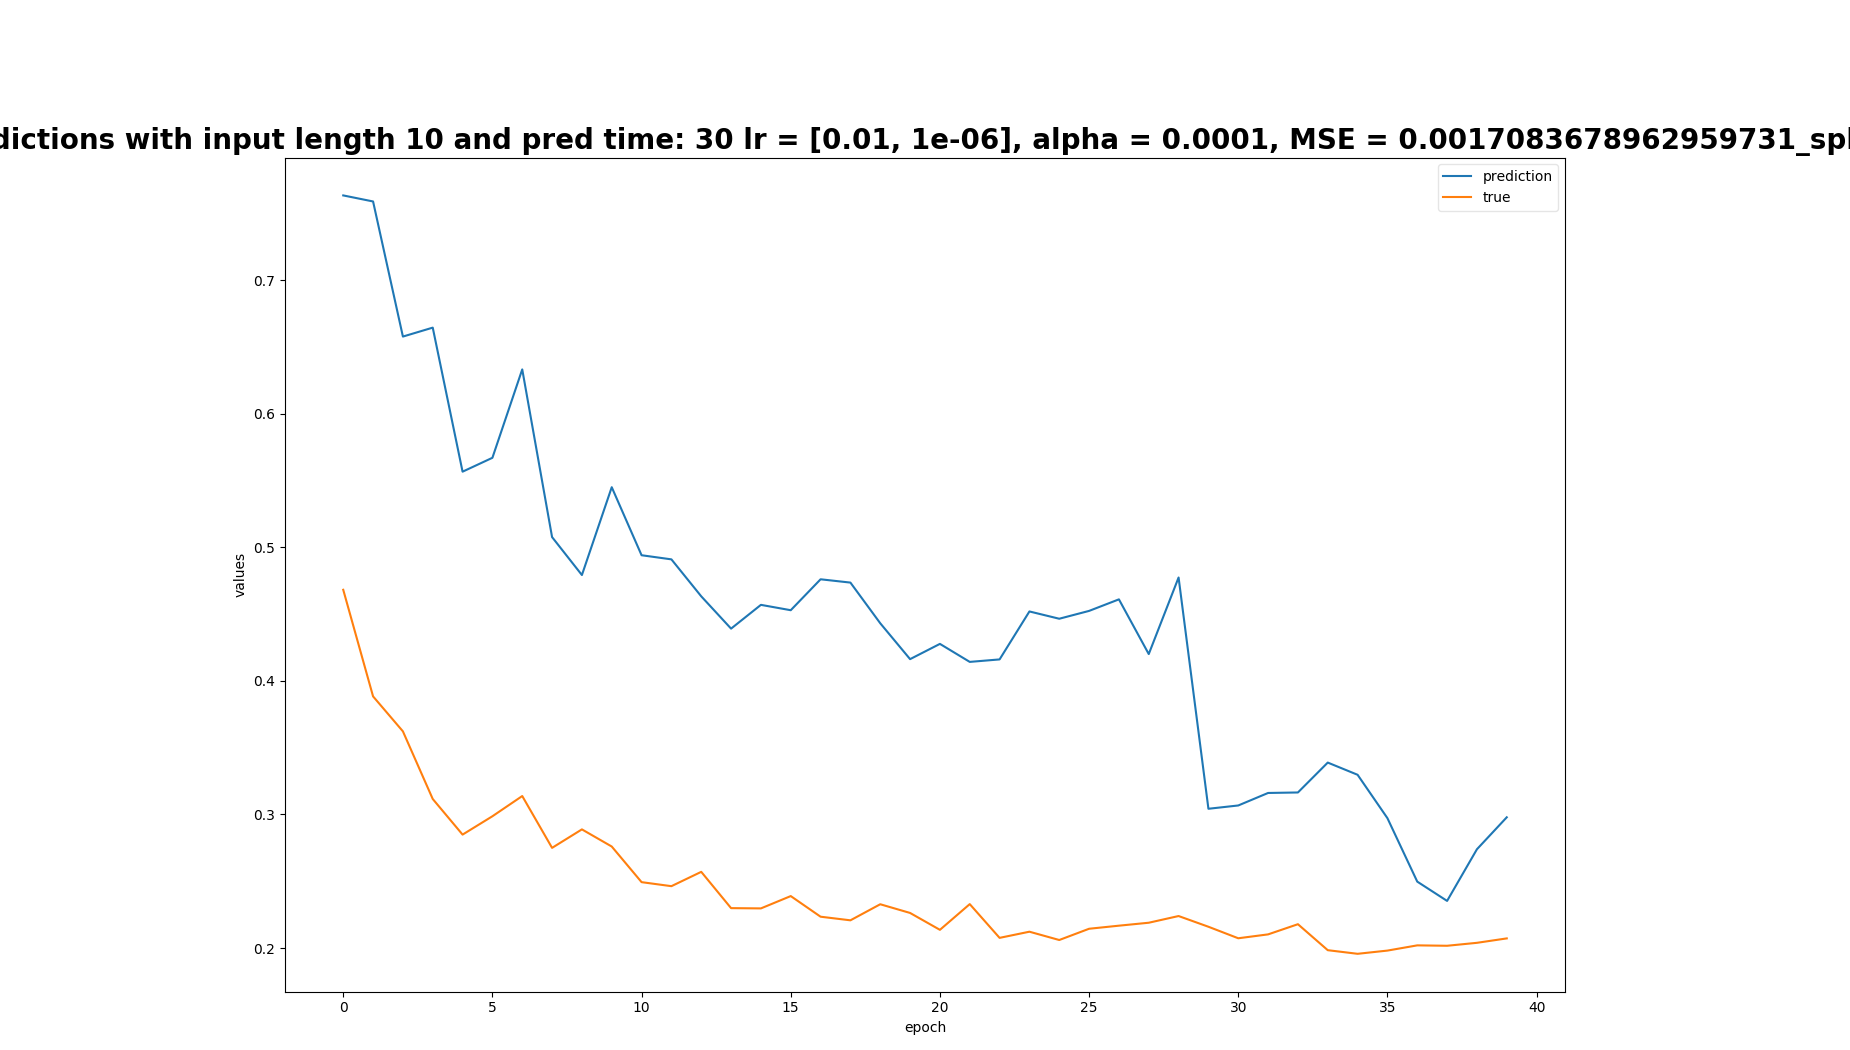 dictions with input length 10 and pred time: 30 lr = [0.01, 1e-06], alpha = 0.0001, MSE = 0.0017083678962959731_spl
prediction
true
0.7
0.6
0.5
0.4
0.3
0.2
values
0 5 10 15 20 25 30 35 40
epoch